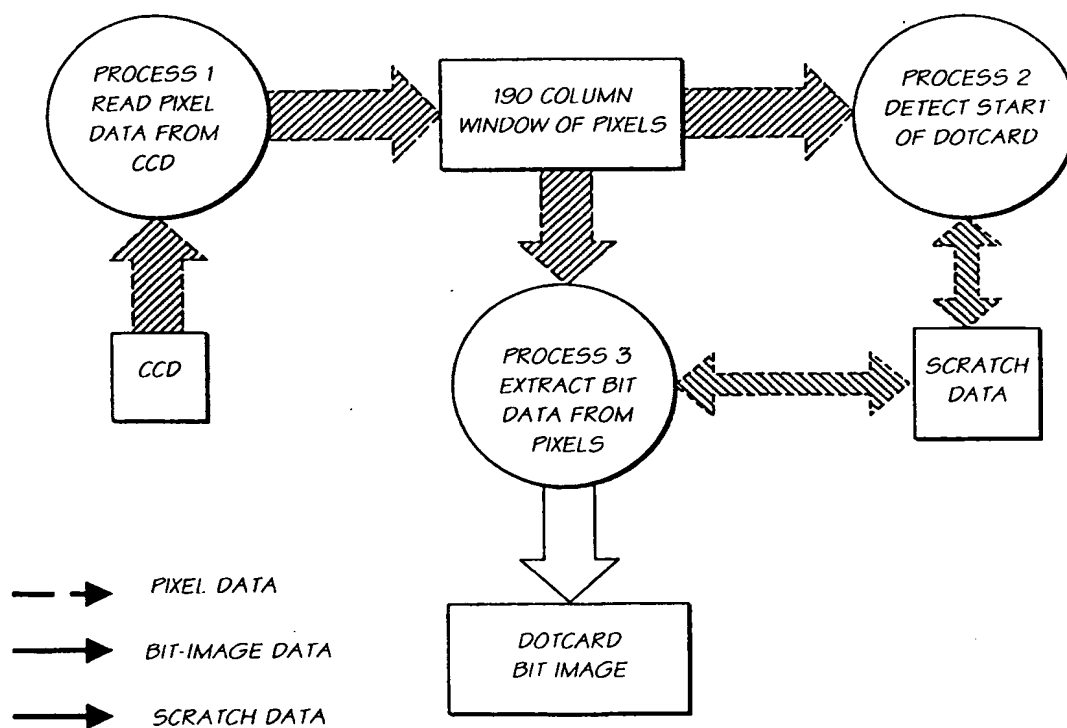 PROCESS 1
READ PIXEL
DATA FROM
CCD
190 COLUMN
WINDOW OF PIXELS
PROCESS 2
DETECT START
OF DOTCARD
CCD
PROCESS 3
EXTRACT BIT
DATA FROM
PIXELS
SCRATCH
DATA
DOTCARD
BIT IMAGE
PIXEL DATA
BIT-IMAGE DATA
SCRATCH DATA